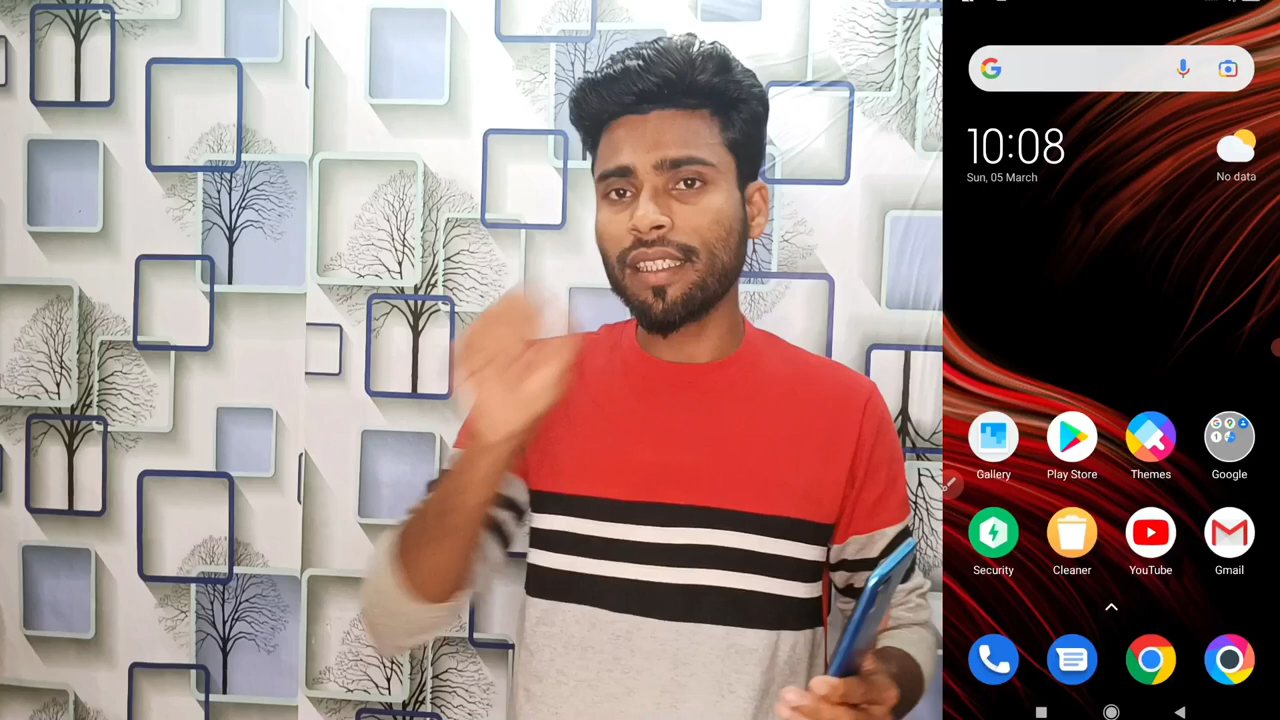 10:08
Sun, 05 March
No data
Gallery
Play Store
Themes
Google
Security
Cleaner
YouTube
Gmail